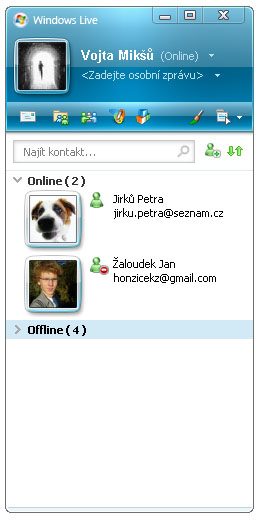 Windows Live
Vojta Mikšů (Online)
<Zadejte osobní zprávu>
Najít kontakt...
Online ( 2 )
Jirků Petra
jirku.petra@seznam.cz
Žaloudek Jan
honzicekz@gmail.com
Offline ( 4 )